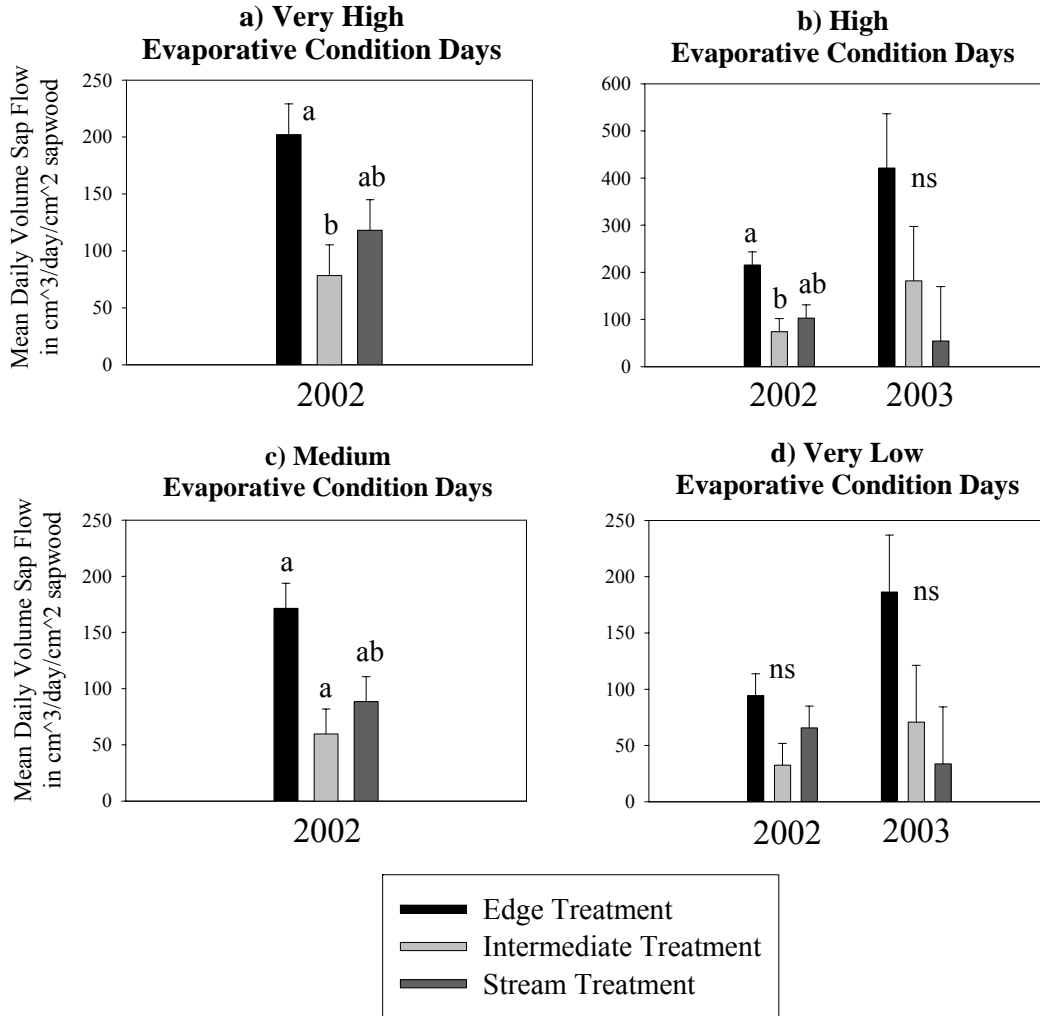 a) Very High
Evaporative Condition Days
Mean Daily Volume Sap Flow
in cm^3/day/cm^2 sapwood
250
200
150
100
50
0
a
b
ab
2002
b) High
Evaporative Condition Days
600
500
400
300
200
100
0
a
b
ab
ns
2002 2003
c) Medium
Evaporative Condition Days
Mean Daily Volume Sap Flow
in cm^3/day/cm^2 sapwood
250
200
150
100
50
0
a
a
ab
2002
d) Very Low
Evaporative Condition Days
250
200
150
100
50
0
ns
ns
2002 2003
Edge Treatment
Intermediate Treatment
Stream Treatment